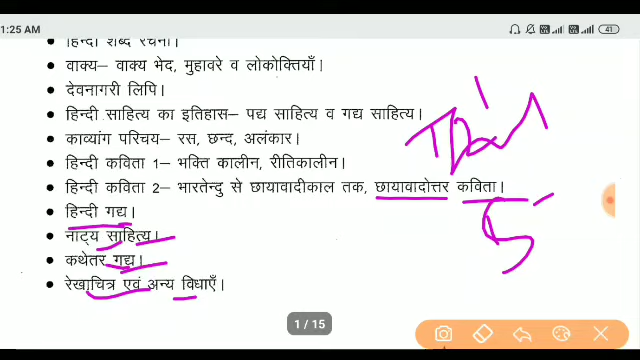 1:25 AM
41
हिन्दी शब्द रचना।
वाक्य– वाक्य भेद, मुहावरे व लोकोक्तियाँ।
देवनागरी लिपि।
हिन्दी साहित्य का इतिहास– पद्य साहित्य व गद्य साहित्य।
काव्यांग परिचय– रस, छन्द, अलंकार।
हिन्दी कविता 1– भक्ति कालीन, रीतिकालीन।
हिन्दी कविता 2– भारतेन्दु से छायावादीकाल तक, छायावादोत्तर कविता।
हिन्दी गद्य।
नाट्य साहित्य।
कथेतर गद्य।
रेखाचित्र एवं अन्य विधाएँ।
1 / 15